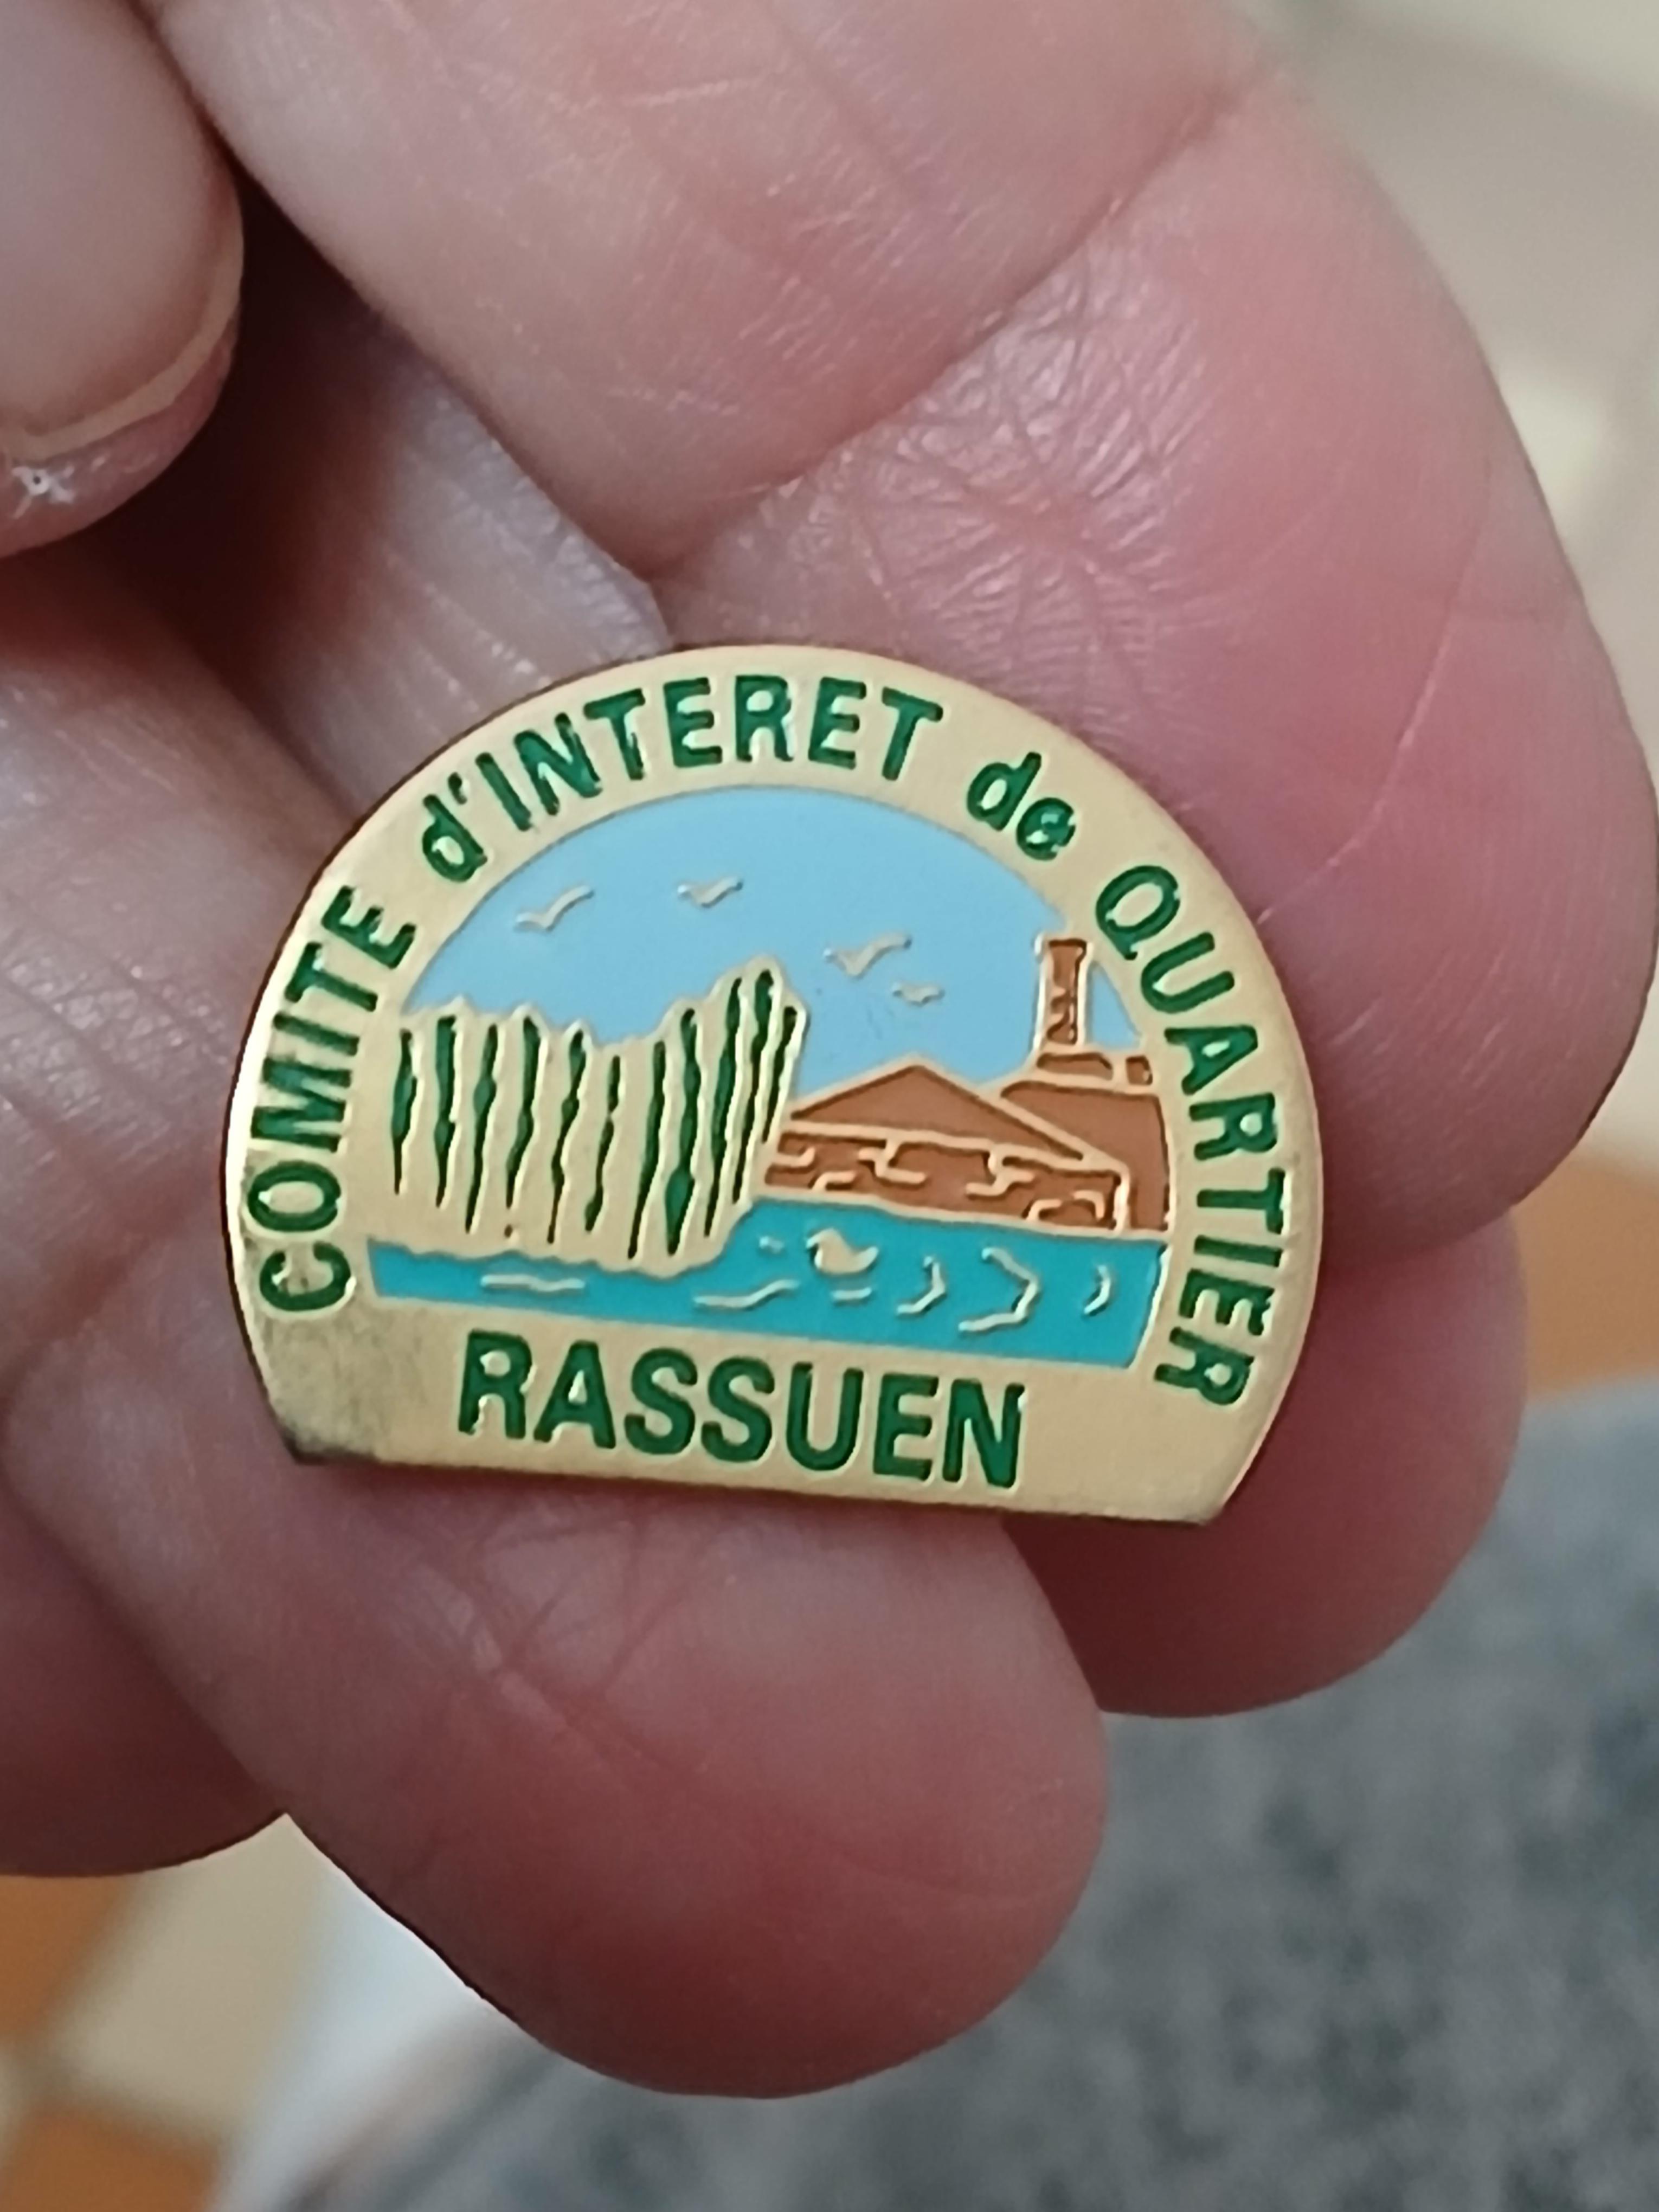 COMITE d'INTERET de QUARTIER
RASSUEN